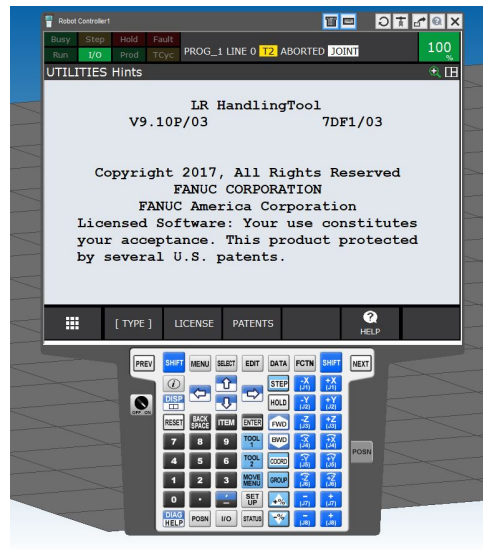 Robot Controller1
Busy Step Hold Fault
Run I/O Prod TCyc
PROG_1 LINE 0 T2 ABORTED JOINT
100
%
UTILITIES Hints
LR HandlingTool
V9.10P/03 7DF1/03
Copyright 2017, All Rights Reserved
FANUC CORPORATION
FANUC America Corporation
Licensed Software: Your use constitutes
your acceptance. This product protected
by several U.S. patents.
[ TYPE ] LICENSE PATENTS HELP
PREV SHIFT MENU SELECT EDIT DATA FCTN SHIFT NEXT
i STEP -X (J1) +X (J1)
DISP HOLD -Y (J2) +Y (J2)
OFF ON
RESET BACK SPACE ITEM ENTER FWD -Z (J3) +Z (J3)
7 8 9 TOOL 1 BWD -X (J4) +X (J4)
POSN
4 5 6 TOOL 2 COORD -Y (J5) +Y (J5)
1 2 3 MOVE MENU GROUP -Z (J6) +Z (J6)
0 . SET UP +% - (J7) + (J7)
DIAG HELP POSN I/O STATUS -% - (J8) + (J8)